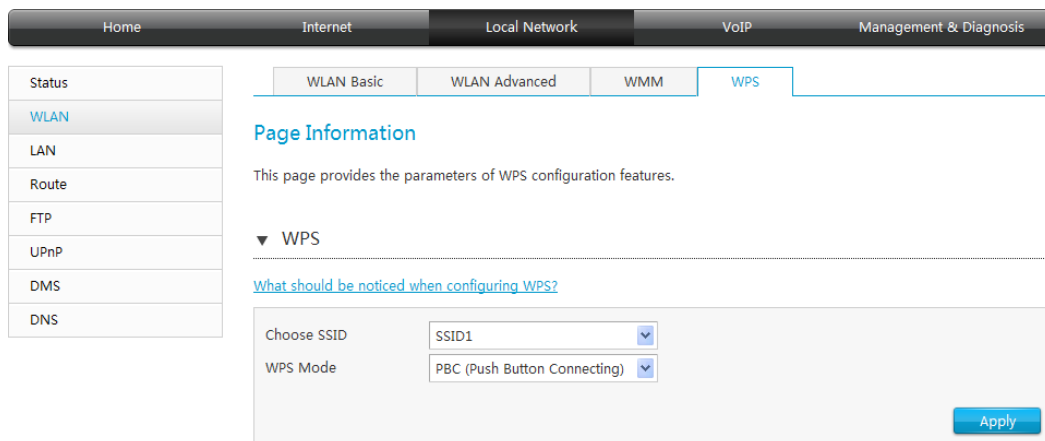 Home Internet Local Network VoIP Management & Diagnosis
Status
WLAN
LAN
Route
FTP
UPnP
DMS
DNS
WLAN Basic WLAN Advanced WMM WPS
Page Information
This page provides the parameters of WPS configuration features.
▼ WPS
What should be noticed when configuring WPS?
Choose SSID SSID1
WPS Mode PBC (Push Button Connecting)
Apply